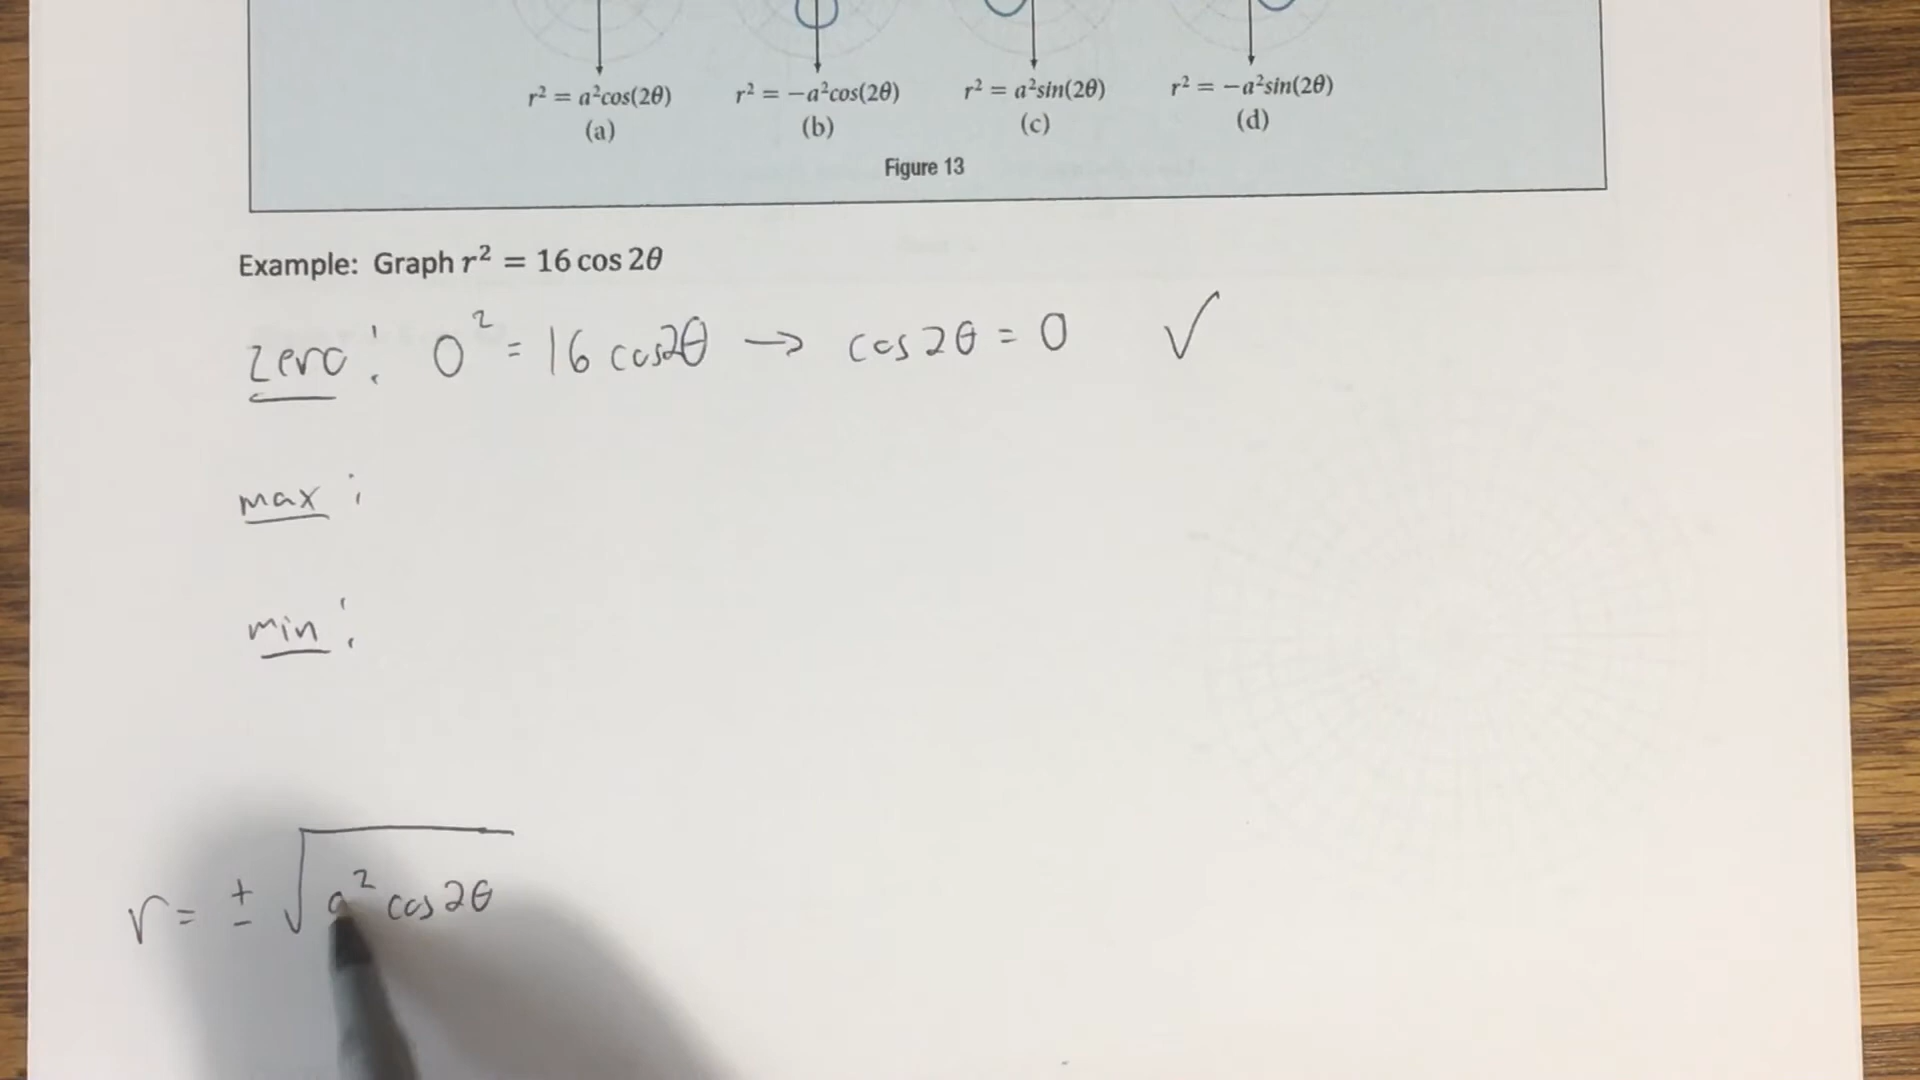 r² = a²cos(2θ) r² = −a²cos(2θ) r² = a²sin(2θ) r² = −a²sin(2θ)
(a) (b) (c) (d)
Figure 13
Example: Graph r² = 16 cos 2θ
zero: 0² = 16 cos2θ → cos 2θ = 0 ✓
max:
min:
r = ± √(a² cos 2θ)